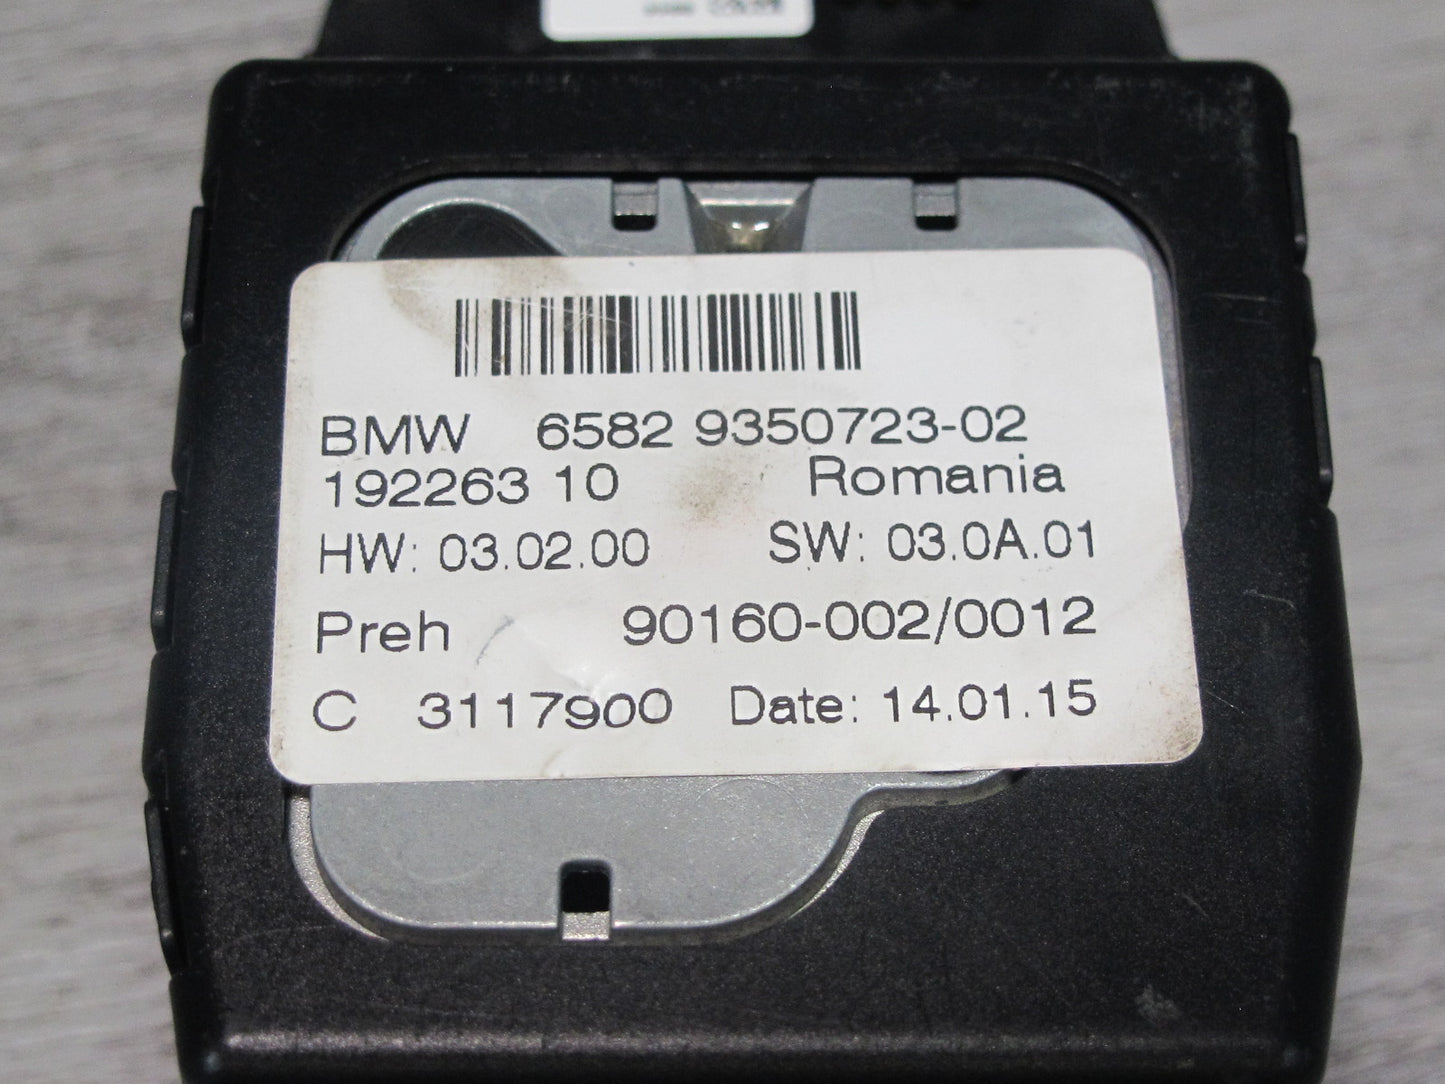 BMW 6582 9350723-02
192263 10 Romania
HW: 03.02.00 SW: 03.0A.01
Preh 90160-002/0012
C 3117900 Date: 14.01.15